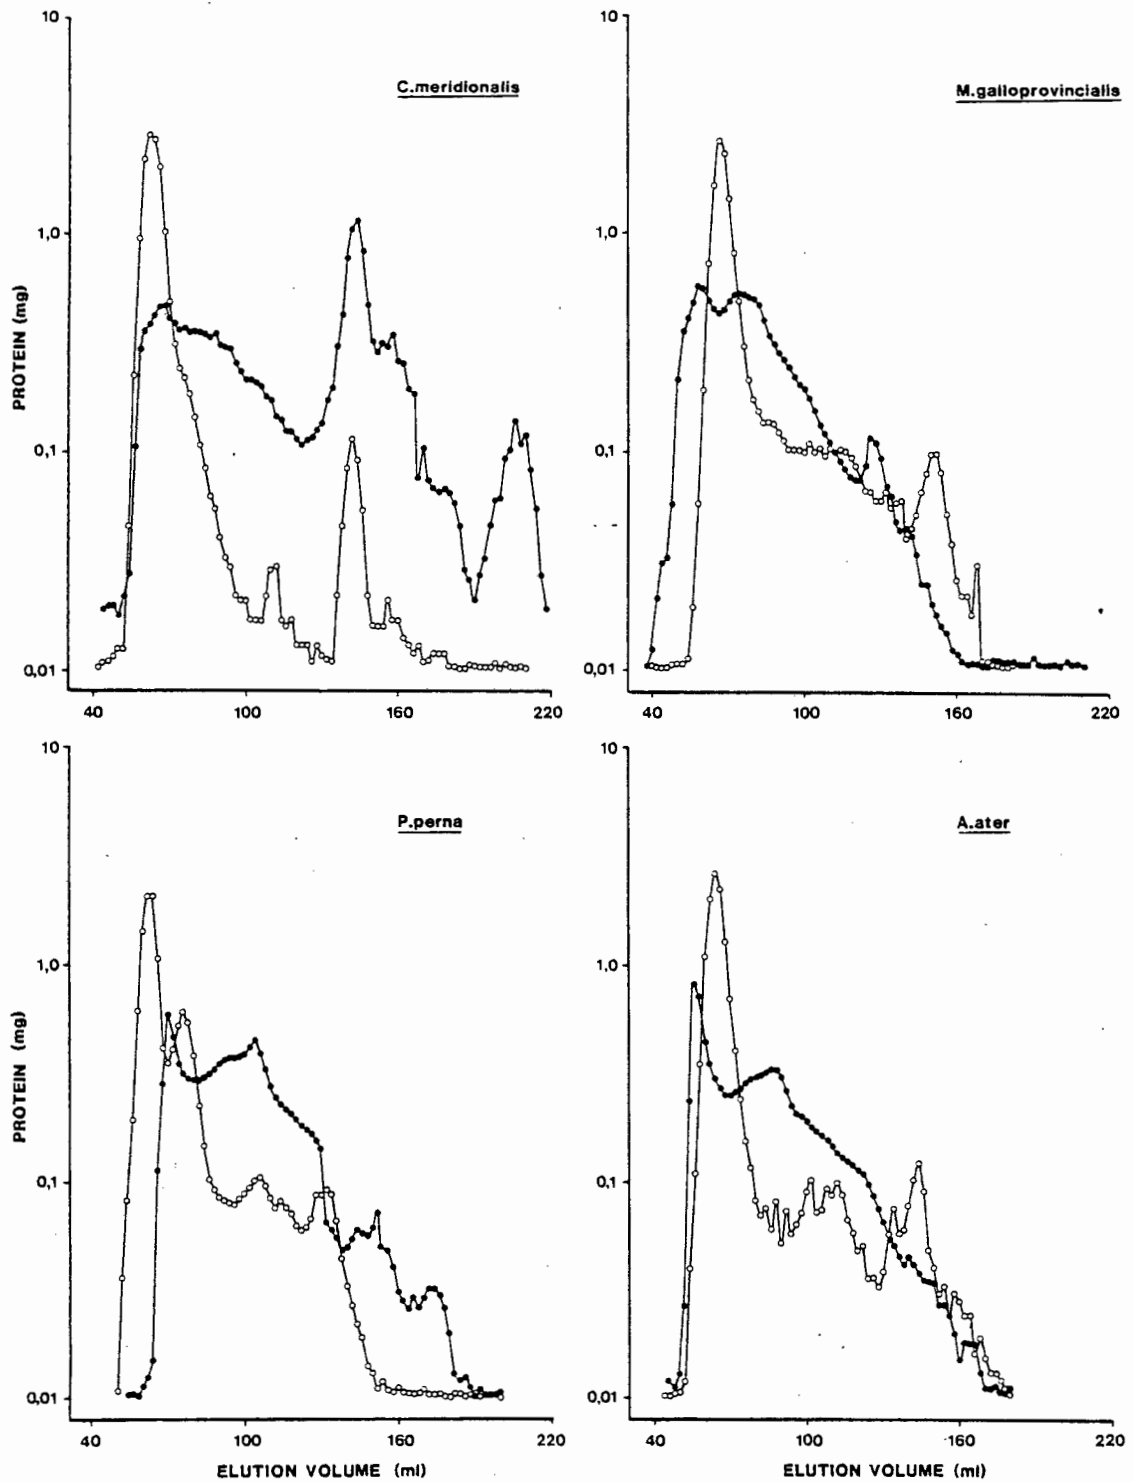 10
C.meridionalis
1,0
PROTEIN (mg)
0,1
0,01
40 100 160 220
10
M.galloprovincialis
1,0
0,1
0,01
40 100 160 220
10
P.perna
1,0
PROTEIN (mg)
0,1
0,01
40 100 160 220
ELUTION VOLUME (ml)
10
A.ater
1,0
0,1
0,01
40 100 160 220
ELUTION VOLUME (ml)